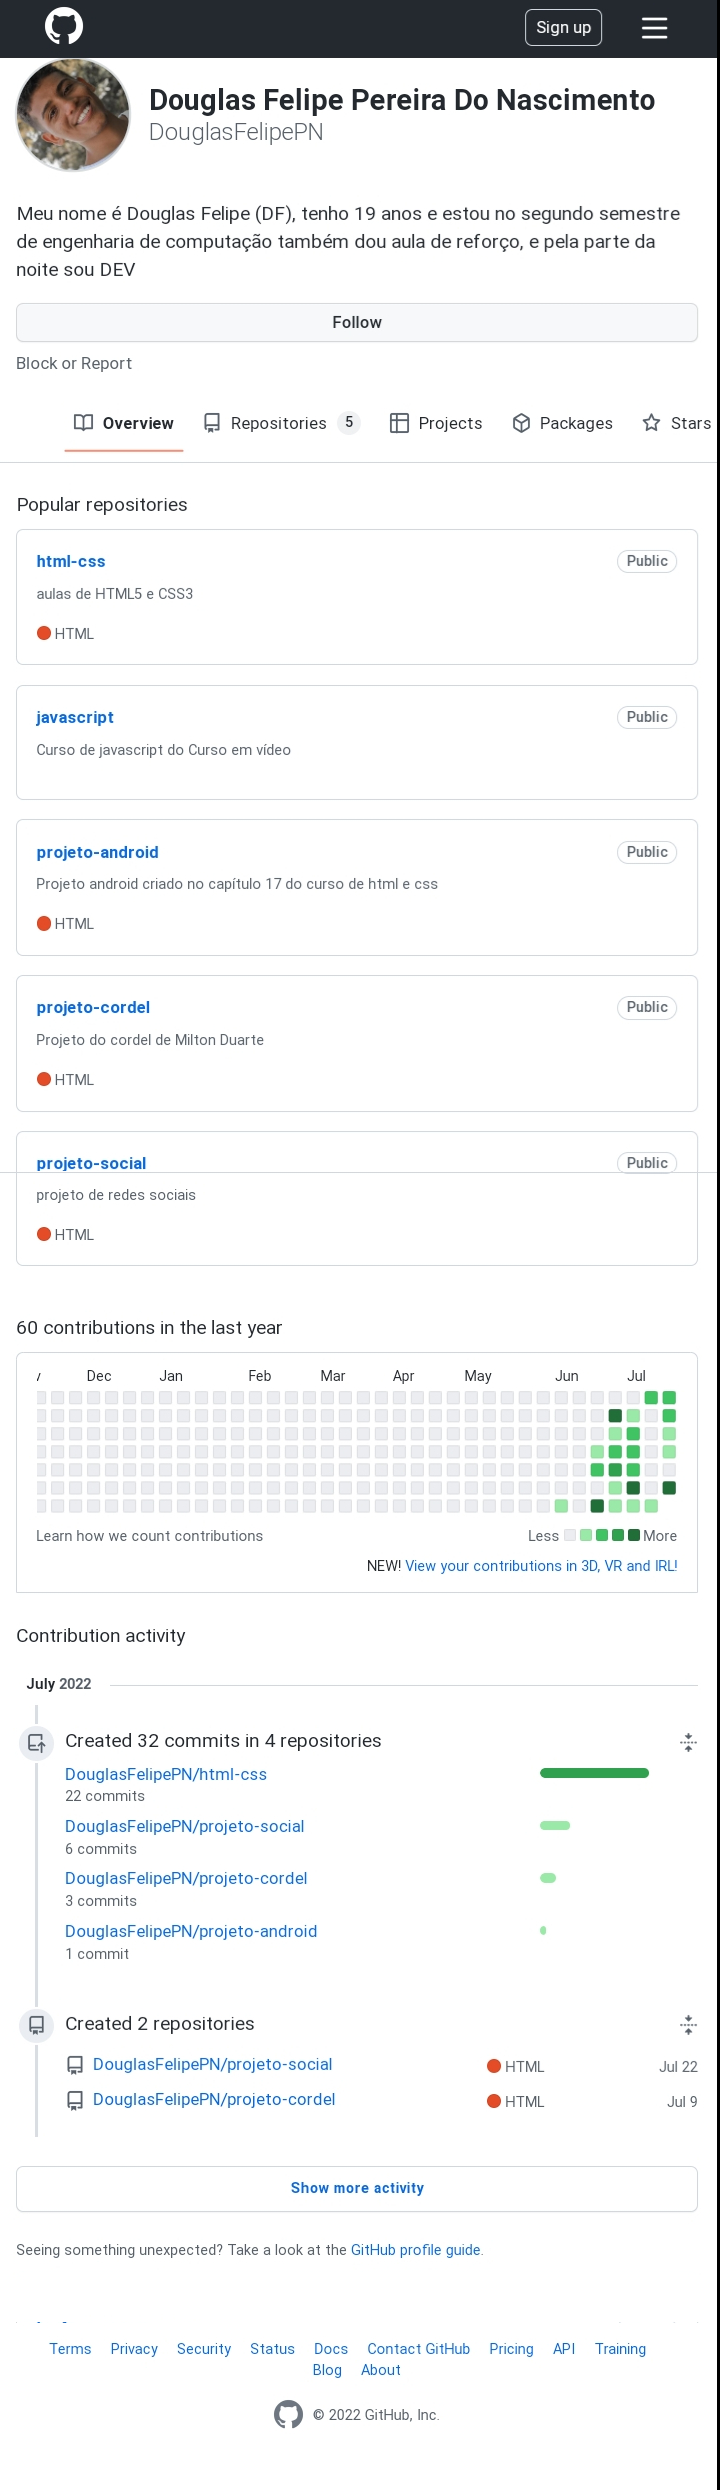 Sign up
Douglas Felipe Pereira Do Nascimento
DouglasFelipePN
Meu nome é Douglas Felipe (DF), tenho 19 anos e estou no segundo semestre
de engenharia de computação também dou aula de reforço, e pela parte da
noite sou DEV
Follow
Block or Report
Overview Repositories 5 Projects Packages Stars
Popular repositories
html-css Public
aulas de HTML5 e CSS3
HTML
javascript Public
Curso de javascript do Curso em vídeo
projeto-android Public
Projeto android criado no capítulo 17 do curso de html e css
HTML
projeto-cordel Public
Projeto do cordel de Milton Duarte
HTML
projeto-social Public
projeto de redes sociais
HTML
60 contributions in the last year
Dec Jan Feb Mar Apr May Jun Jul
Learn how we count contributions Less More
NEW! View your contributions in 3D, VR and IRL!
Contribution activity
July 2022
Created 32 commits in 4 repositories
DouglasFelipePN/html-css
22 commits
DouglasFelipePN/projeto-social
6 commits
DouglasFelipePN/projeto-cordel
3 commits
DouglasFelipePN/projeto-android
1 commit
Created 2 repositories
DouglasFelipePN/projeto-social HTML Jul 22
DouglasFelipePN/projeto-cordel HTML Jul 9
Show more activity
Seeing something unexpected? Take a look at the GitHub profile guide.
Terms Privacy Security Status Docs Contact GitHub Pricing API Training
Blog About
© 2022 GitHub, Inc.